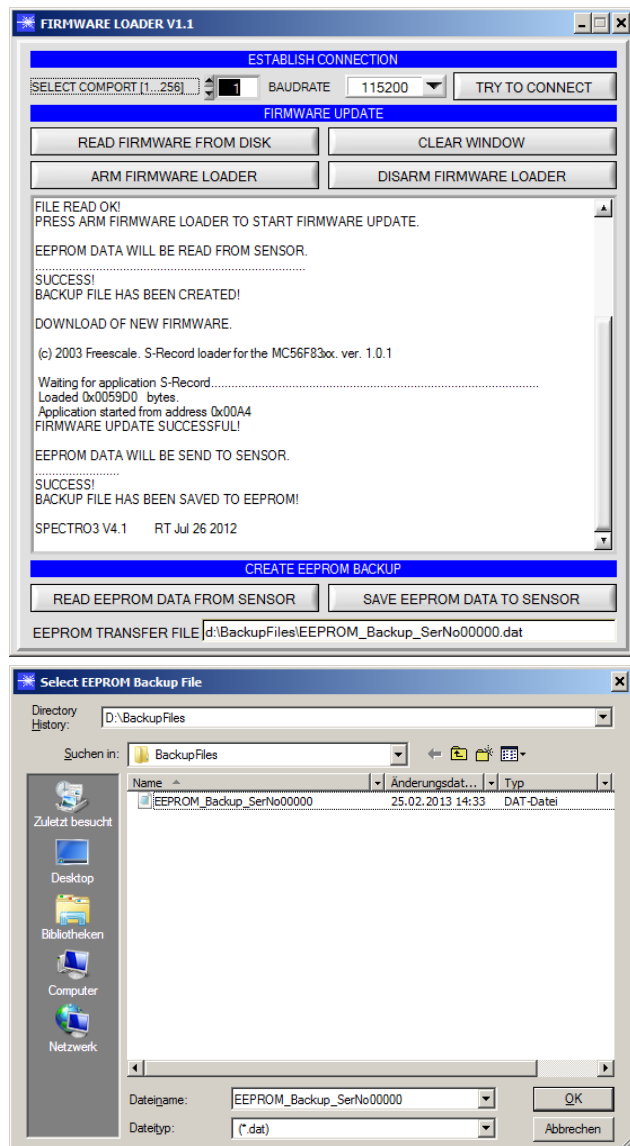 FIRMWARE LOADER V1.1
ESTABLISH CONNECTION
SELECT COMPORT [1...256] 1 BAUDRATE 115200 TRY TO CONNECT
FIRMWARE UPDATE
READ FIRMWARE FROM DISK CLEAR WINDOW
ARM FIRMWARE LOADER DISARM FIRMWARE LOADER
FILE READ OK!
PRESS ARM FIRMWARE LOADER TO START FIRMWARE UPDATE.
EEPROM DATA WILL BE READ FROM SENSOR.
..........................................................................
SUCCESS!
BACKUP FILE HAS BEEN CREATED!
DOWNLOAD OF NEW FIRMWARE.
(c) 2003 Freescale. S-Record loader for the MC56F83xx. ver. 1.0.1
Waiting for application S-Record..........................................................................................
Loaded 0x0059D0 bytes.
Application started from address 0x00A4
FIRMWARE UPDATE SUCCESSFUL!
EEPROM DATA WILL BE SEND TO SENSOR.
.......................
SUCCESS!
BACKUP FILE HAS BEEN SAVED TO EEPROM!
SPECTRO3 V4.1 RT Jul 26 2012
CREATE EEPROM BACKUP
READ EEPROM DATA FROM SENSOR SAVE EEPROM DATA TO SENSOR
EEPROM TRANSFER FILE d:\BackupFiles\EEPROM_Backup_SerNo00000.dat
Select EEPROM Backup File
Directory
History: D:\BackupFiles
Suchen in: BackupFiles
Name Änderungsdat... Typ
EEPROM_Backup_SerNo00000 25.02.2013 14:33 DAT-Datei
Zuletzt besucht
Desktop
Bibliotheken
Computer
Netzwerk
Dateiname: EEPROM_Backup_SerNo00000 OK
Dateityp: (*.dat) Abbrechen